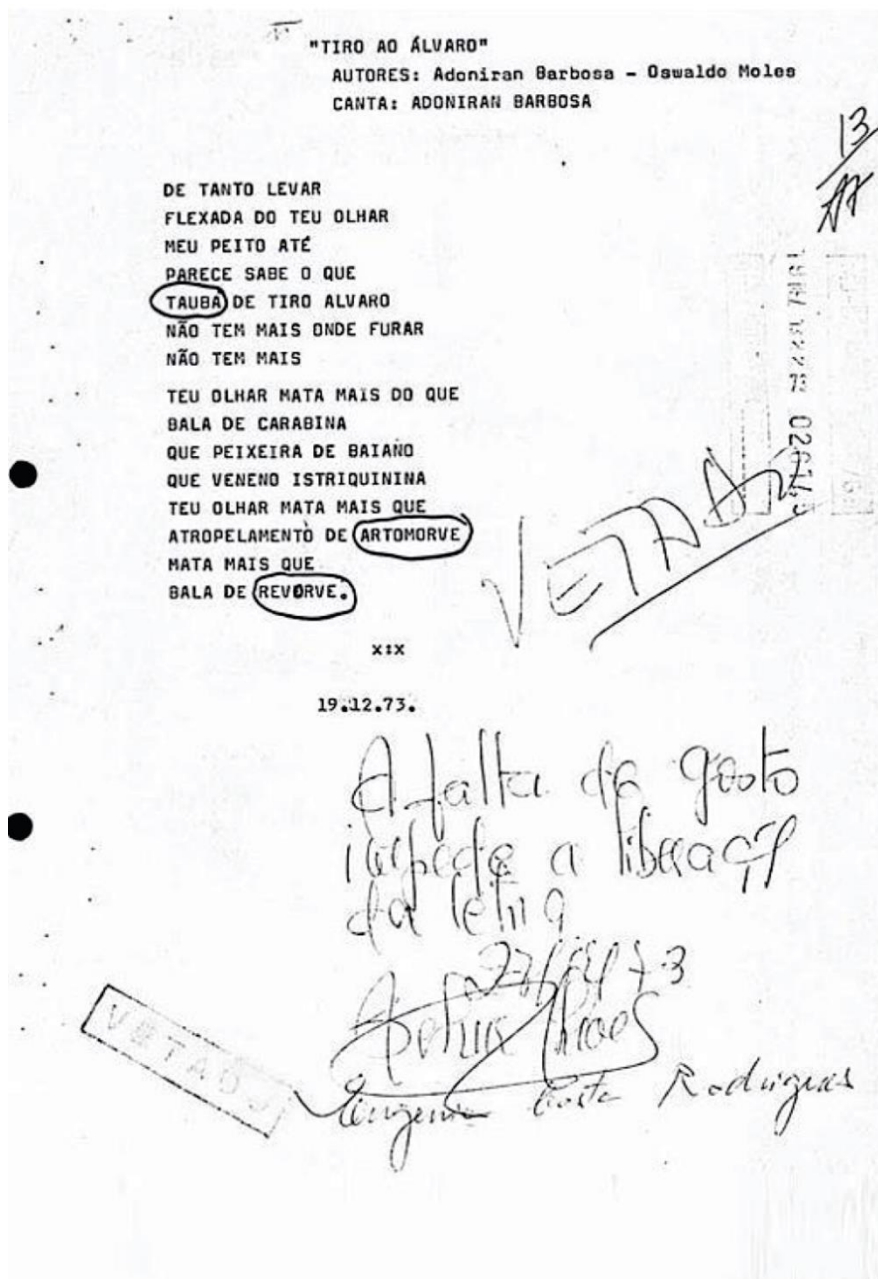 "TIRO AO ÁLVARO"
AUTORES: Adoniran Barbosa - Oswaldo Moles
CANTA: ADONIRAN BARBOSA
13
DE TANTO LEVAR
FLEXADA DO TEU OLHAR
MEU PEITO ATÉ
PARECE SABE O QUE
TAUBA DE TIRO ALVARO
NÃO TEM MAIS ONDE FURAR
NÃO TEM MAIS
TEU OLHAR MATA MAIS DO QUE
BALA DE CARABINA
QUE PEIXEIRA DE BAIANO
QUE VENENO ISTRIQUININA
TEU OLHAR MATA MAIS QUE
ATROPELAMENTO DE ARTOMORVE
MATA MAIS QUE
BALA DE REVORVE.
VETADO
x:x
19.12.73.
A falta de gosto
impede a liberação
da letra
VETADO
Costa Rodrigues